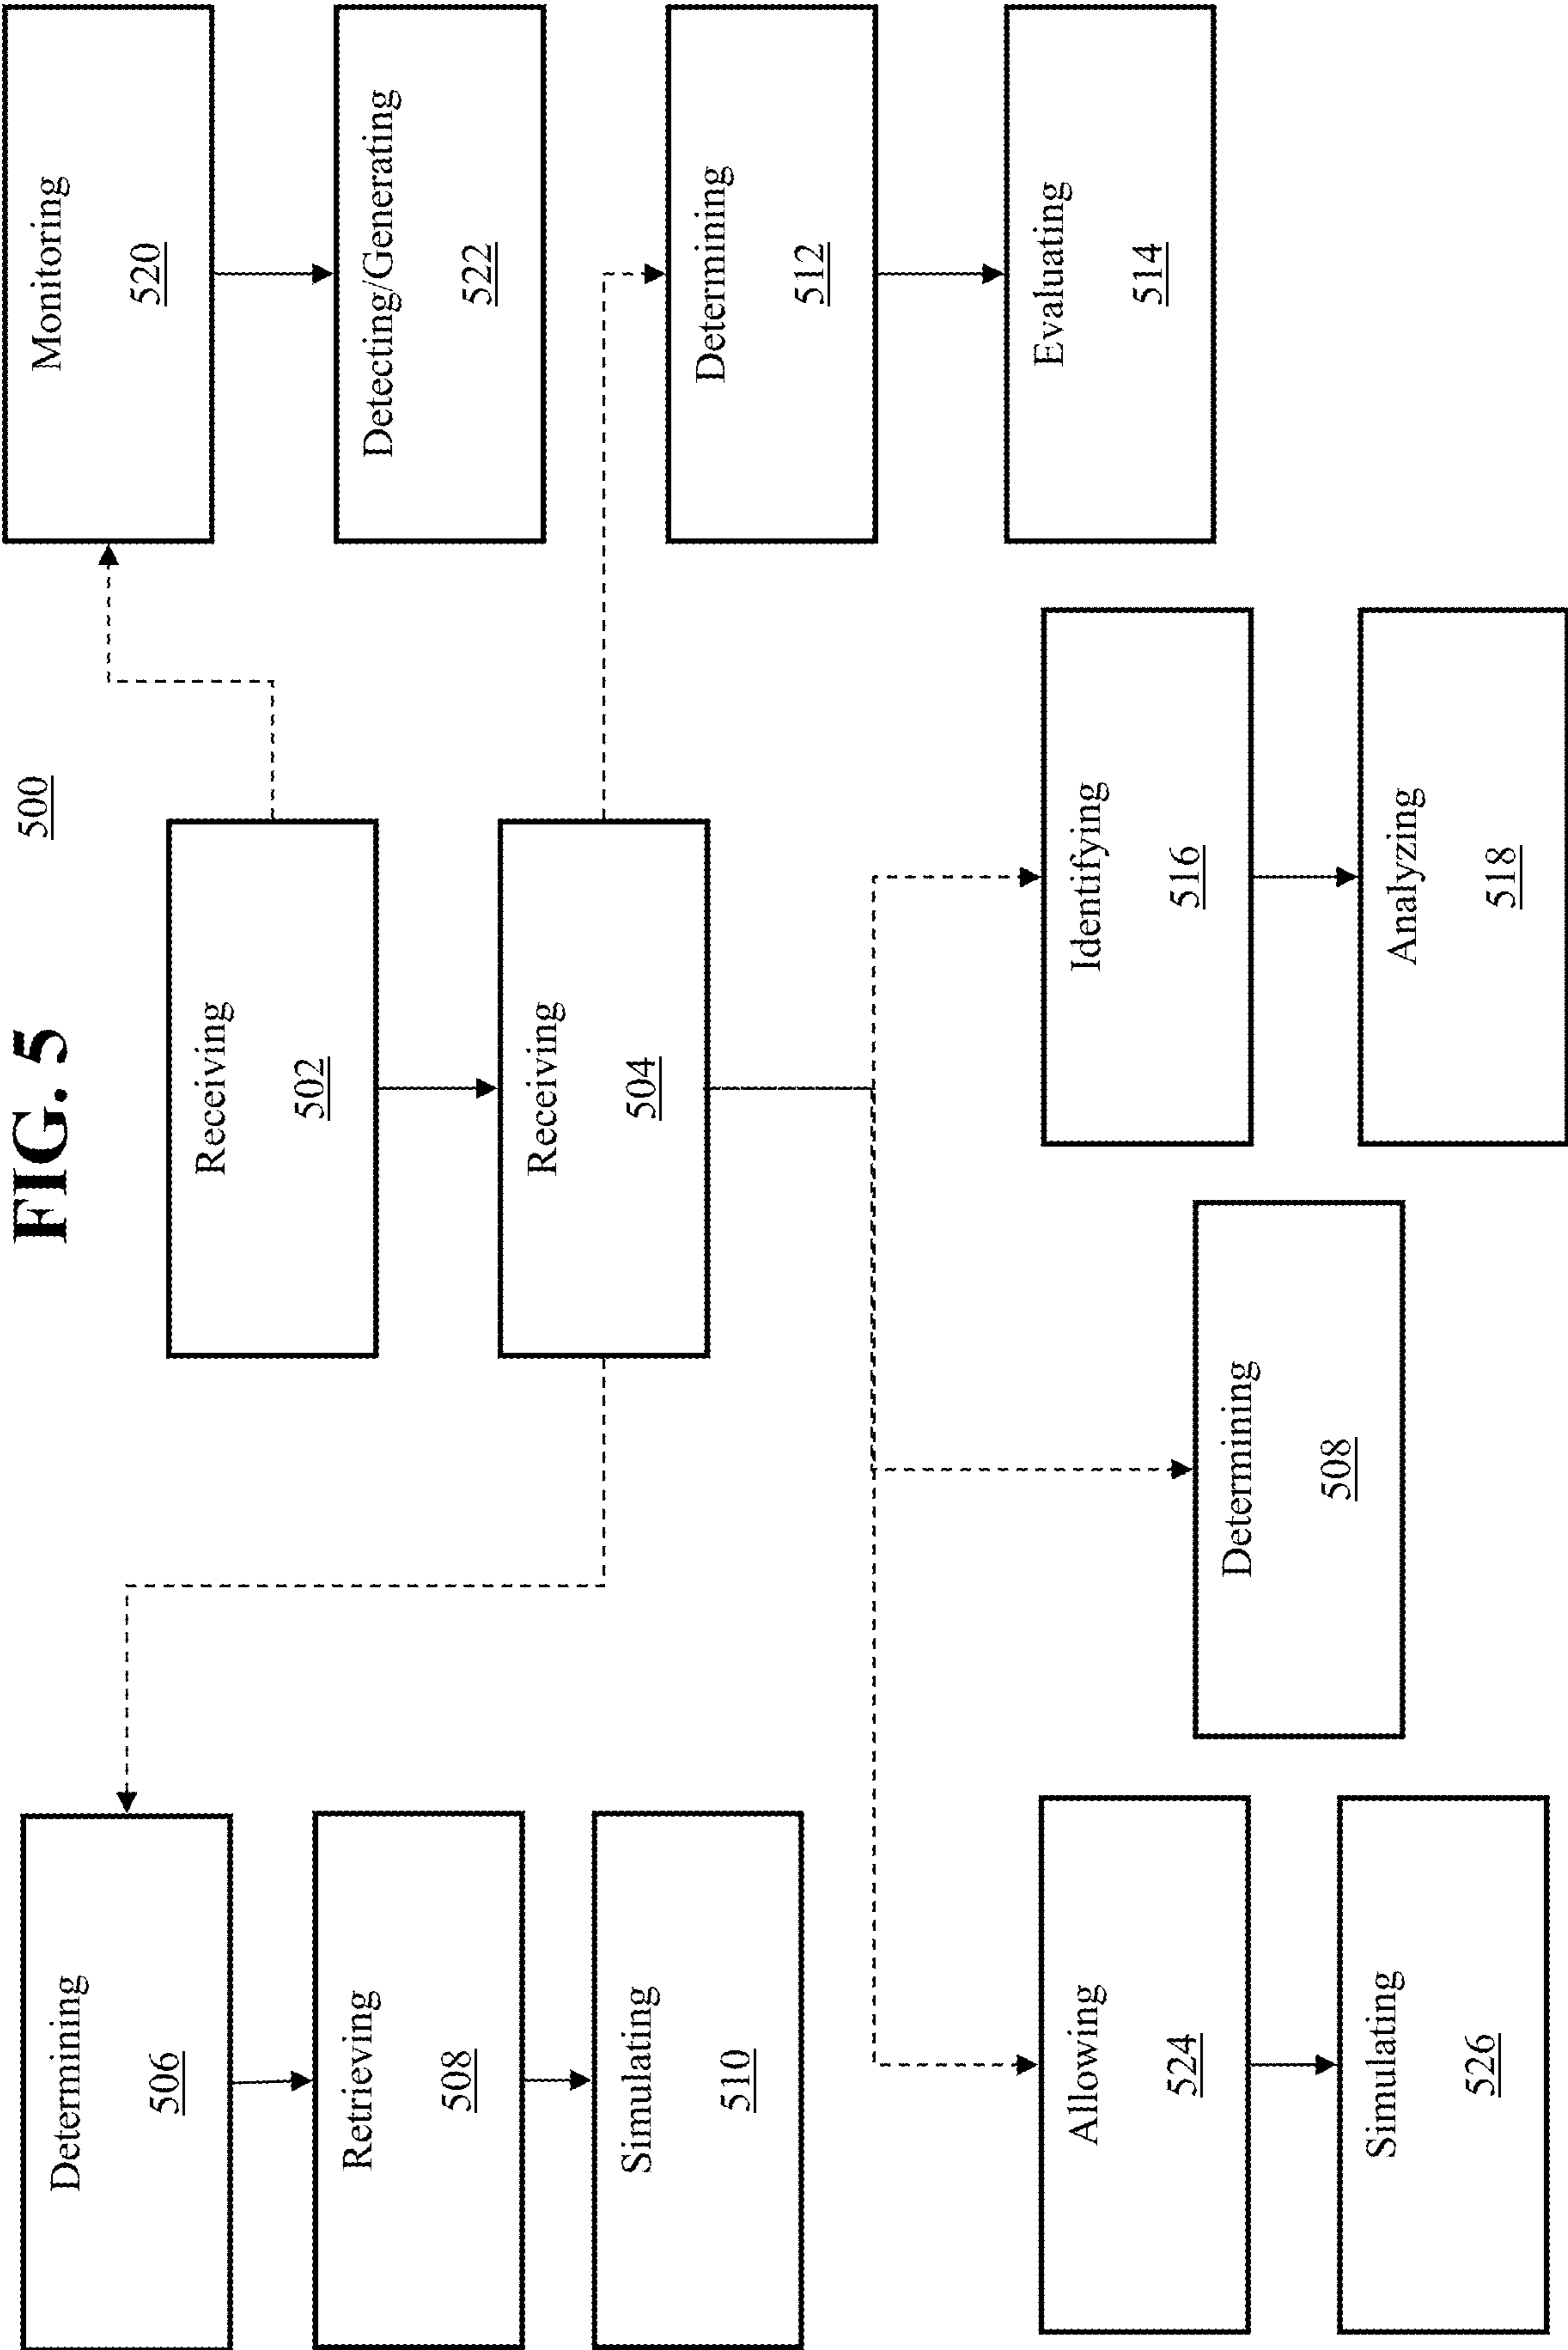 FIG. 5
500
Receiving
502
Receiving
504
Determining
506
Retrieving
508
Simulating
510
Monitoring
520
Detecting/Generating
522
Determining
512
Evaluating
514
Allowing
524
Simulating
526
Determining
508
Identifying
516
Analyzing
518